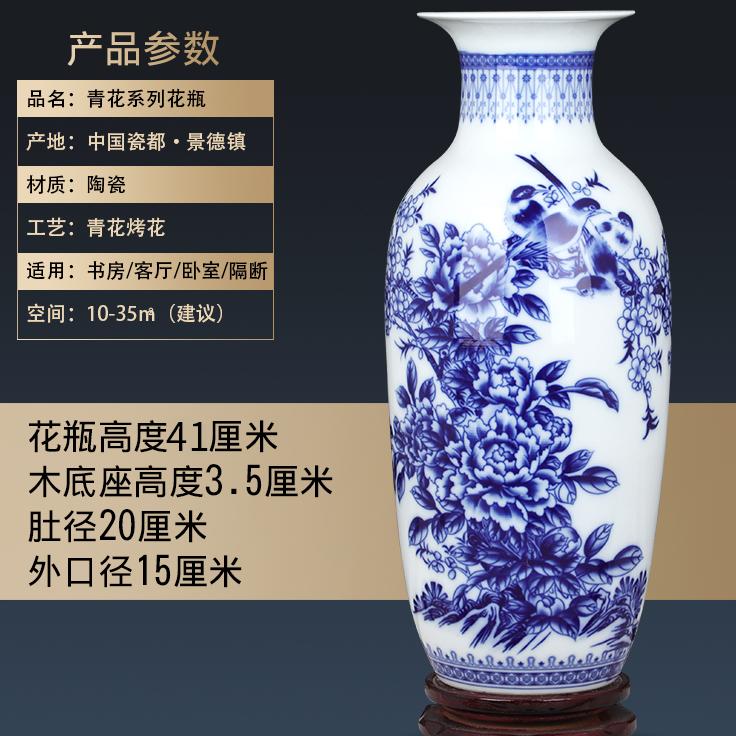 产品参数
品名：青花系列花瓶
产地：中国瓷都·景德镇
材质：陶瓷
工艺：青花烤花
适用：书房/客厅/卧室/隔断
空间：10-35㎡（建议）
花瓶高度41厘米
木底座高度3.5厘米
肚径20厘米
外口径15厘米